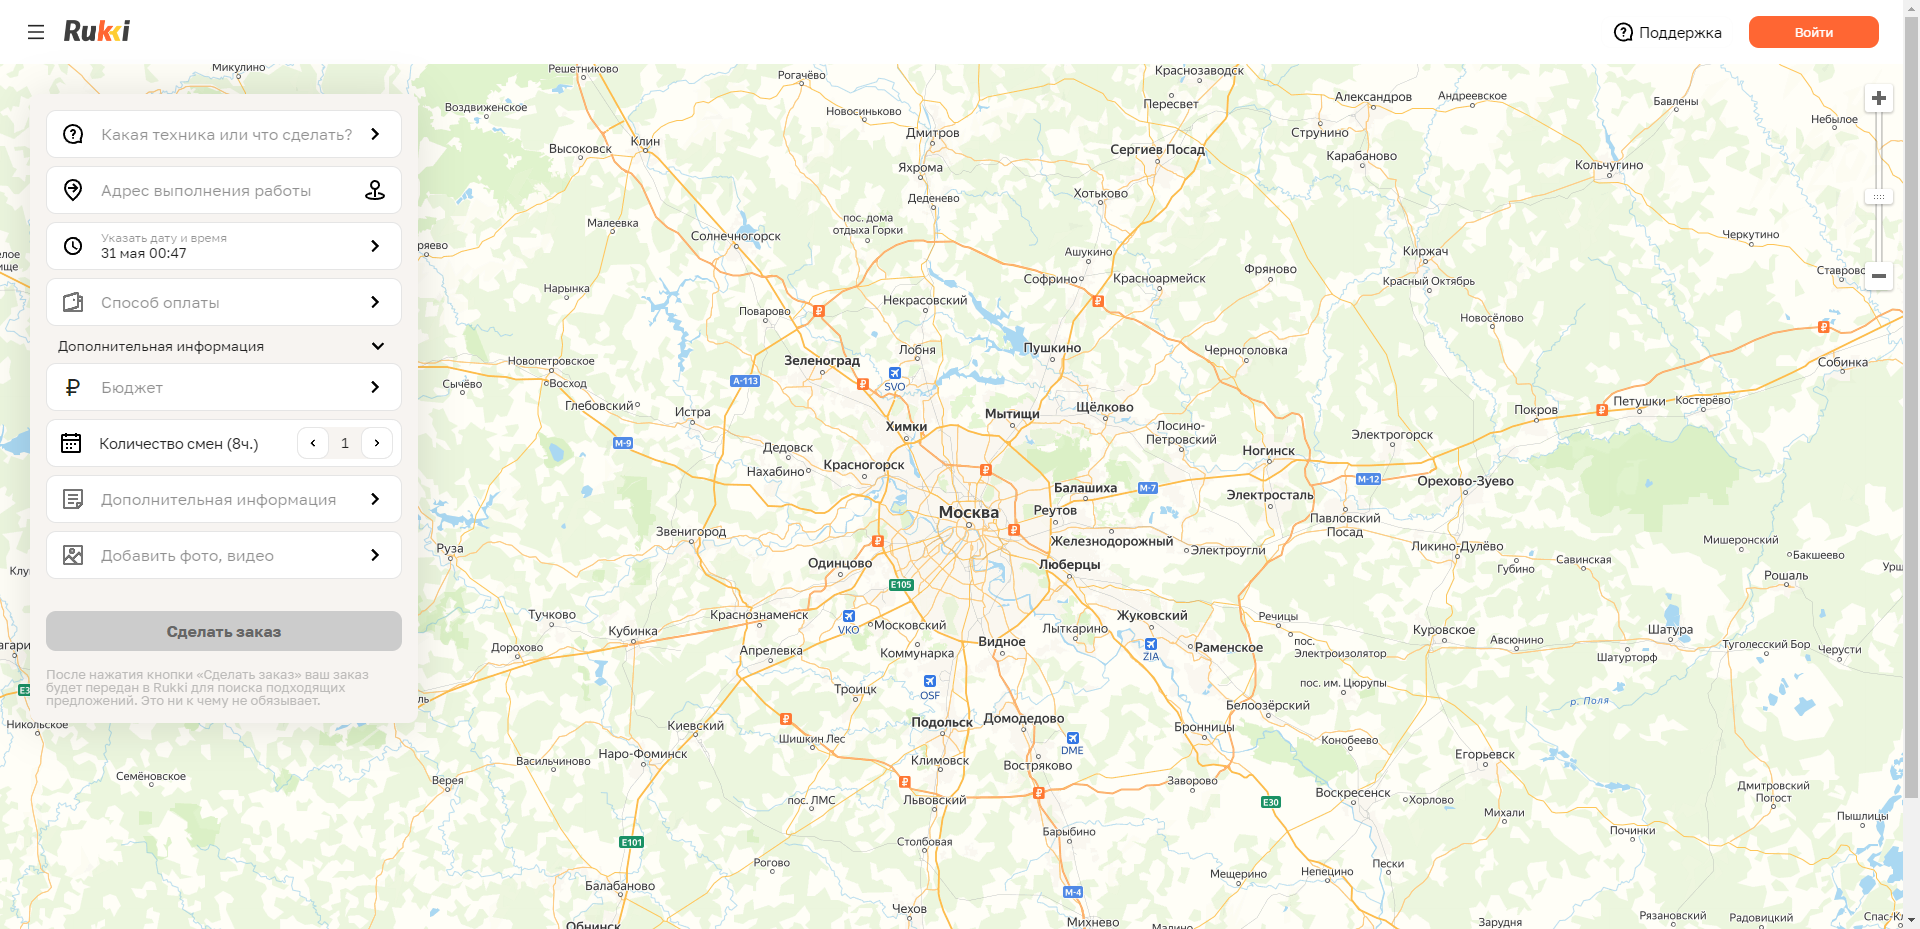 Rukki
Поддержка
Войти
Какая техника или что сделать?
Адрес выполнения работы
Указать дату и время
31 мая 00:47
Способ оплаты
Дополнительная информация
Бюджет
Количество смен (8ч.)
1
Дополнительная информация
Добавить фото, видео
Сделать заказ
После нажатия кнопки «Сделать заказ» ваш заказ
будет передан в Rukki для поиска подходящих
предложений. Это ни к чему не обязывает.
Микулино
Решетниково
Рогачёво
Краснозаводск
Воздвиженское
Новосиньково
Пересвет
Александров
Андреевское
Бавлены
Небылое
Дмитров
Струнино
Высоковск
Клин
Сергиев Посад
Карабаново
Кольчугино
Яхрома
Хотьково
Деденево
Малеевка
пос. дома
отдыха Горки
Солнечногорск
Черкутино
Ашукино
Киржач
Софрино
Красноармейск
Фряново
Ставрово
Красный Октябрь
Нарынка
Некрасовский
Поварово
Новосёлово
Лобня
Пушкино
Черноголовка
Зеленоград
Новопетровское
Собинка
Сычёво
Восход
А-113
SVO
Глебовский
Истра
Мытищи
Щёлково
Покров
Петушки
Костерёво
Химки
Лосино-
Петровский
Электрогорск
М-9
Дедовск
Ногинск
Нахабино
Красногорск
М-12
Орехово-Зуево
Балашиха
М-7
Электросталь
Москва
Реутов
Павловский
Посад
Звенигород
Руза
Железнодорожный
Электроугли
Ликино-Дулёво
Мишеронский
Бакшеево
Савинская
Губино
Одинцово
Люберцы
Рошаль
Е105
Тучково
Краснознаменск
VKO
Московский
Жуковский
Речицы
Кубинка
Лыткарино
Куровское
Шатура
Видное
Авсюнино
Туголесский Бор
Дорохово
Апрелевка
Коммунарка
ZIA
Раменское
пос.
Электроизолятор
Шатурторф
Черусти
OSF
Троицк
пос. им. Цюрупы
р. Поля
Белоозёрский
Никольское
Киевский
Подольск
Домодедово
Бронницы
Шишкин Лес
DME
Конобеево
Егорьевск
Наро-Фоминск
Васильчиново
Климовск
Востряково
Семёновское
Верея
Заворово
Воскресенск
Хорлово
Дмитровский
Погост
пос. ЛМС
Львовский
Е30
Михали
Пышлицы
Барыбино
Починки
Е101
Столбовая
Рогово
Пески
Мещерино
Непецино
Балабаново
М-4
Чехов
Обнинск
Михнево
Малино
Зарудня
Рязановский
Радовицкий
Спас-Кл